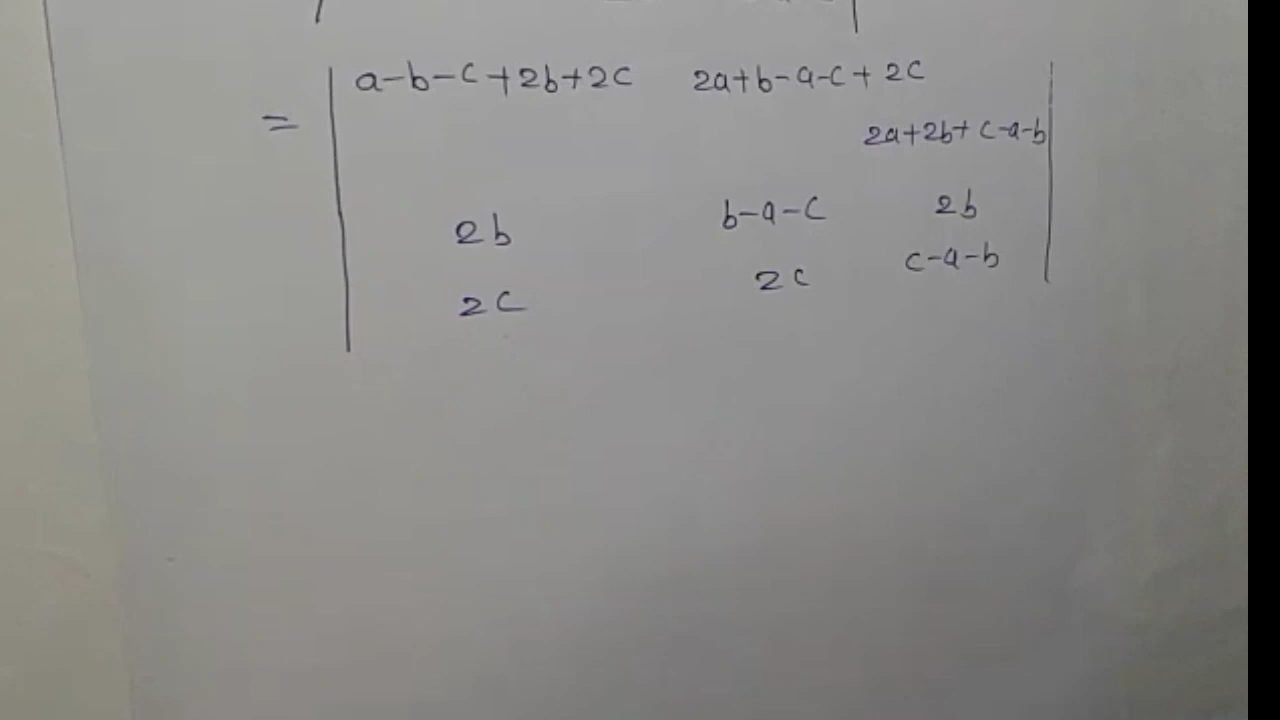 a-b-c+2b+2c 2a+b-a-c+2c
= 2a+2b+c-a-b
2b b-a-c 2b
2c 2c c-a-b